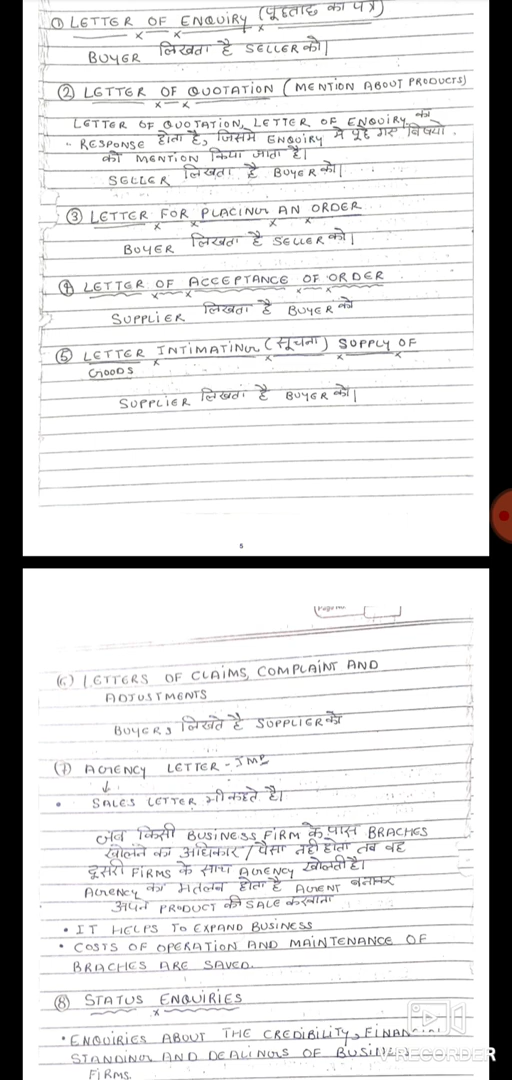 ① LETTER OF ENQUIRY (पूछताछ का पत्र)
BUYER लिखता है SELLER को|
② LETTER OF QUOTATION (MENTION ABOUT PRODUCTS)
LETTER OF QUOTATION, LETTER OF ENQUIRY का
RESPONSE होता है, जिसमे ENQUIRY मे पूछे गए विषयो
को MENTION किया जाता है|
SELLER लिखता है BUYER को|
③ LETTER FOR PLACING AN ORDER
BUYER लिखता है SELLER को|
④ LETTER OF ACCEPTANCE OF ORDER
SUPPLIER लिखता है BUYER को
⑤ LETTER INTIMATING (सूचना) SUPPLY OF
GOODS
SUPPLIER लिखता है BUYER को|
5
Page no
(6) LETTERS OF CLAIMS, COMPLAINT AND
ADJUSTMENTS
BUYERS लिखते है SUPPLIER को
(7) AGENCY LETTER - IMP
• SALES LETTER भी कहते है|
जब किसी BUSINESS FIRM के पास BRACHES
खोलने का अधिकार / पैसा नही होता तब वह
दूसरी FIRMS के साथ AGENCY खोलती है|
AGENCY का मतलब होता है AGENT बनाकर
अपने PRODUCT की SALE करवाना
• IT HELPS TO EXPAND BUSINESS
• COSTS OF OPERATION AND MAINTENANCE OF
BRACHES ARE SAVED.
⑧ STATUS ENQUIRIES
• ENQUIRIES ABOUT THE CREDIBILITY, FINANCIAL
STANDING AND DEALINGS OF BUSINESS
FIRMS.
V RECORDER